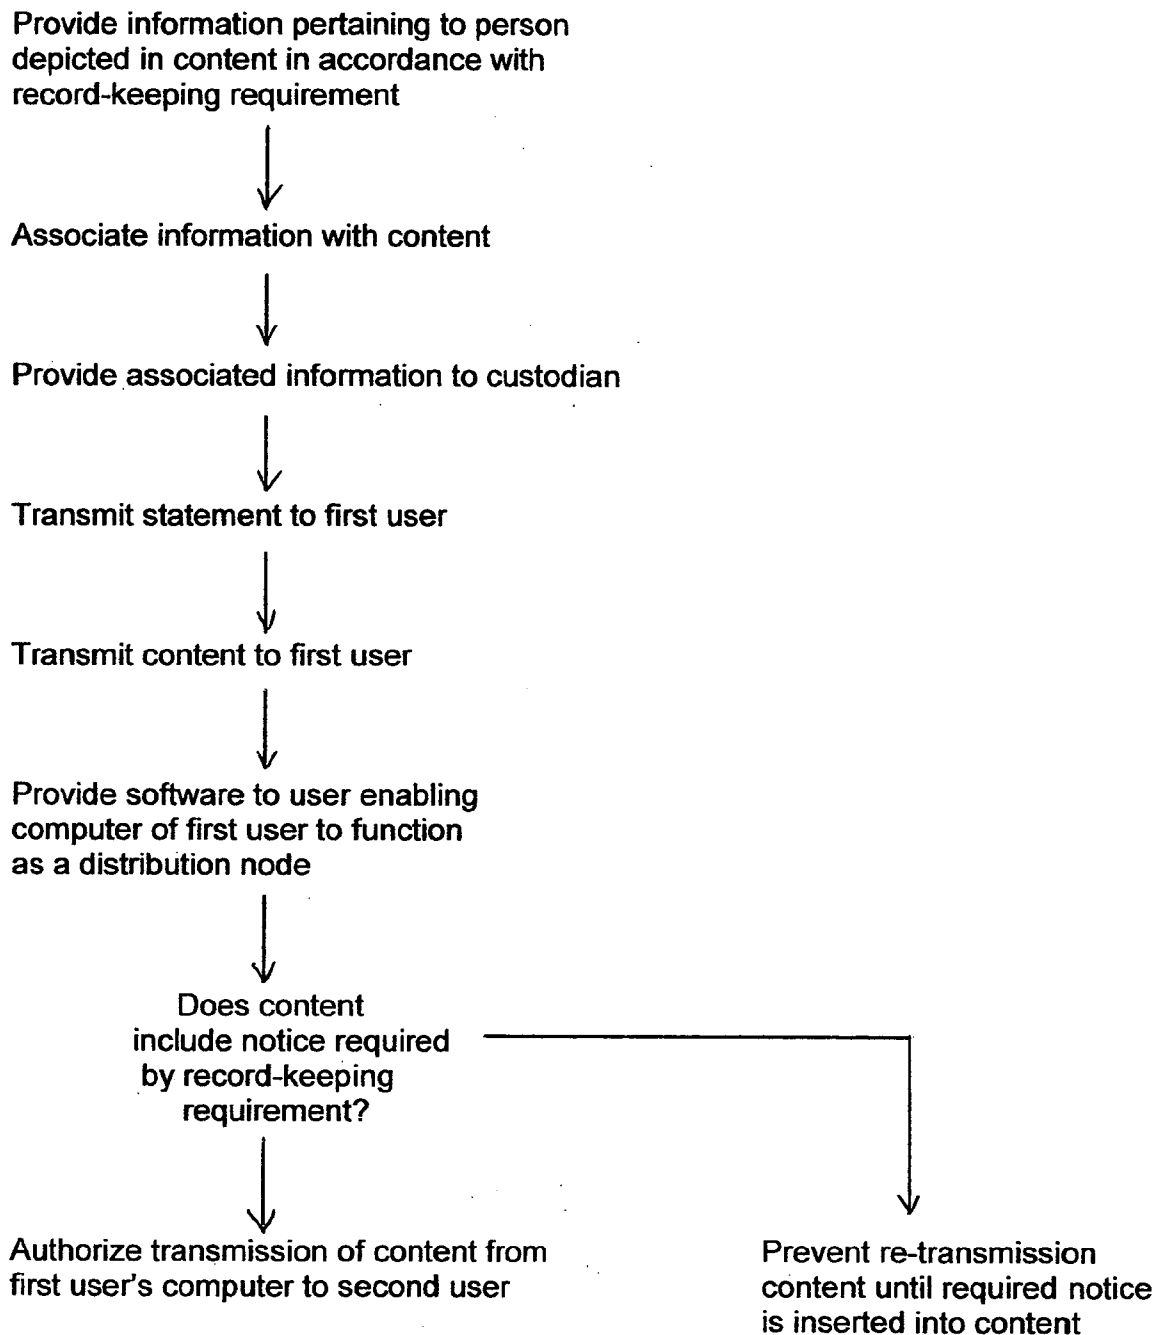 Provide information pertaining to person
depicted in content in accordance with
record-keeping requirement
Associate information with content
Provide associated information to custodian
Transmit statement to first user
Transmit content to first user
Provide software to user enabling
computer of first user to function
as a distribution node
Does content
include notice required
by record-keeping
requirement?
Authorize transmission of content from
first user's computer to second user
Prevent re-transmission
content until required notice
is inserted into content